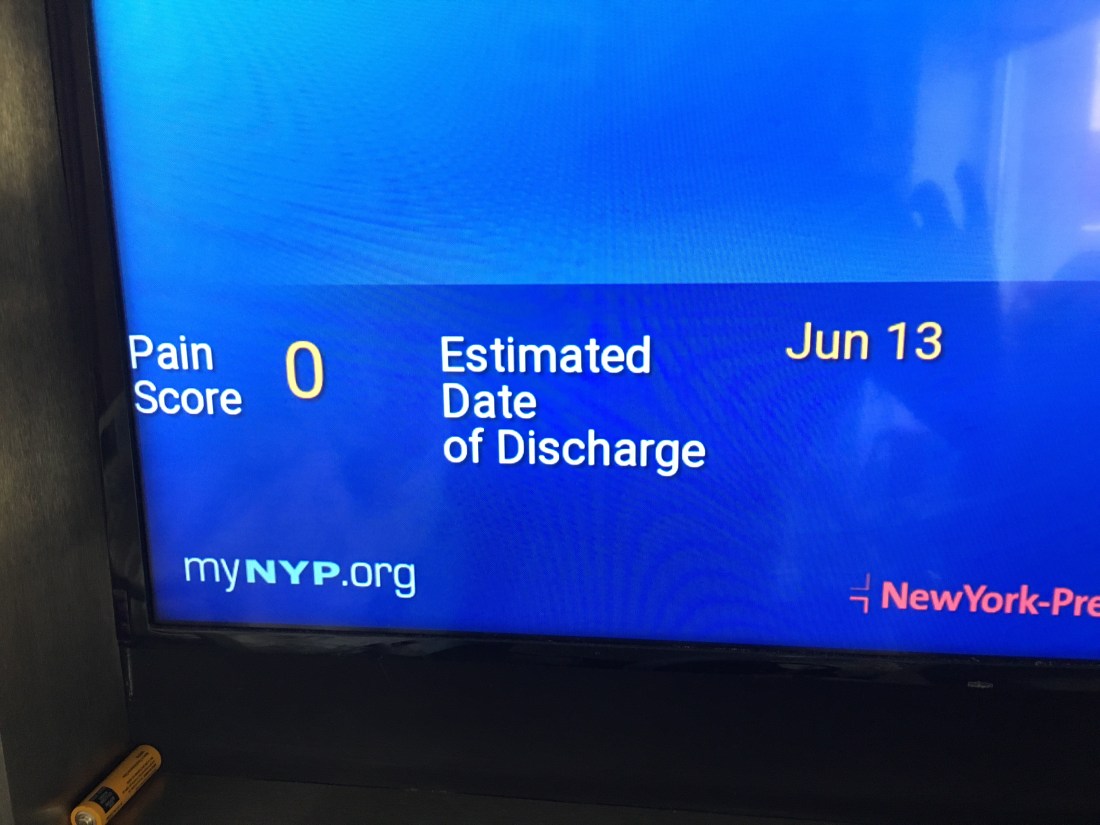 Pain
Score
0
Estimated
Date
of Discharge
Jun 13
myNYP.org
NewYork-Pre